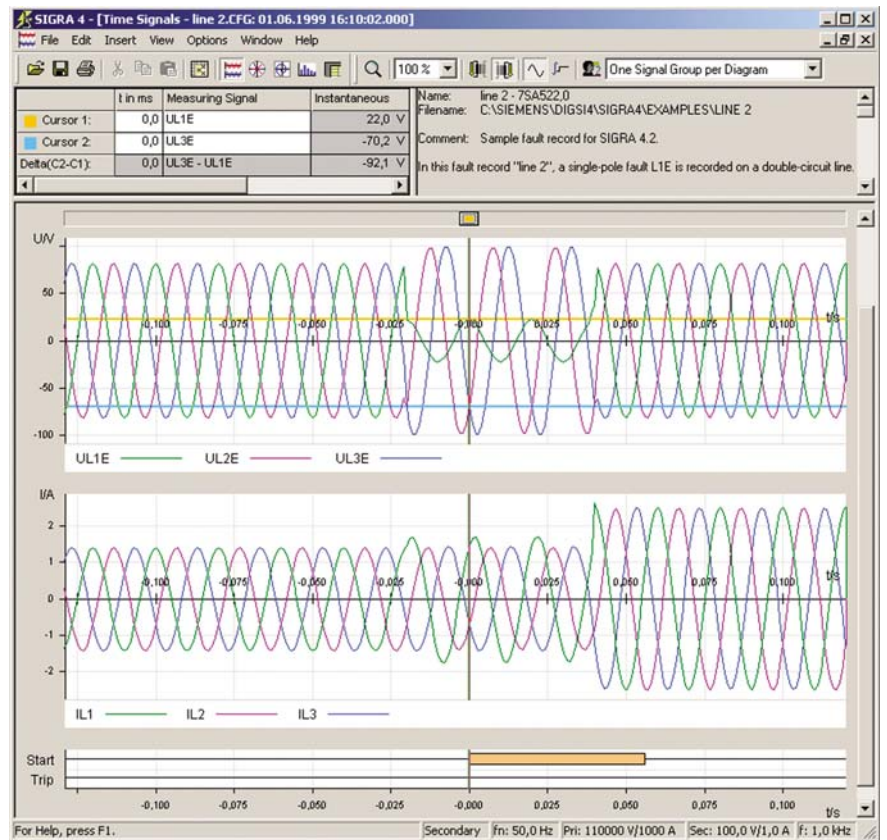 SIGRA 4 - [Time Signals - line 2.CFG: 01.06.1999 16:10:02.000]
File Edit Insert View Options Window Help
100 % One Signal Group per Diagram
t in ms Measuring Signal Instantaneous
Cursor 1: 0,0 UL1E 22,0 V
Cursor 2: 0,0 UL3E -70,2 V
Delta(C2-C1): 0,0 UL3E - UL1E -92,1 V
Name: line 2 - 7SA522,0
Filename: C:\SIEMENS\DIGSI4\SIGRA4\EXAMPLES\LINE 2
Comment: Sample fault record for SIGRA 4.2.
In this fault record "line 2", a single-pole fault L1E is recorded on a double-circuit line.
U/V
50
-0,100 -0,075 -0,050 -0,025 -0,000 0,025 0,050 0,075 0,100 t/s
0
-50
-100
UL1E UL2E UL3E
I/A
2
1
-0,100 -0,075 -0,050 -0,025 -0,000 0,025 0,050 0,075 0,100 t/s
0
-1
-2
IL1 IL2 IL3
Start
Trip
-0,100 -0,075 -0,050 -0,025 -0,000 0,025 0,050 0,075 0,100 t/s
For Help, press F1. Secondary fn: 50,0 Hz Pri: 110000 V/1000 A Sec: 100,0 V/1,0 A f: 1,0 kHz